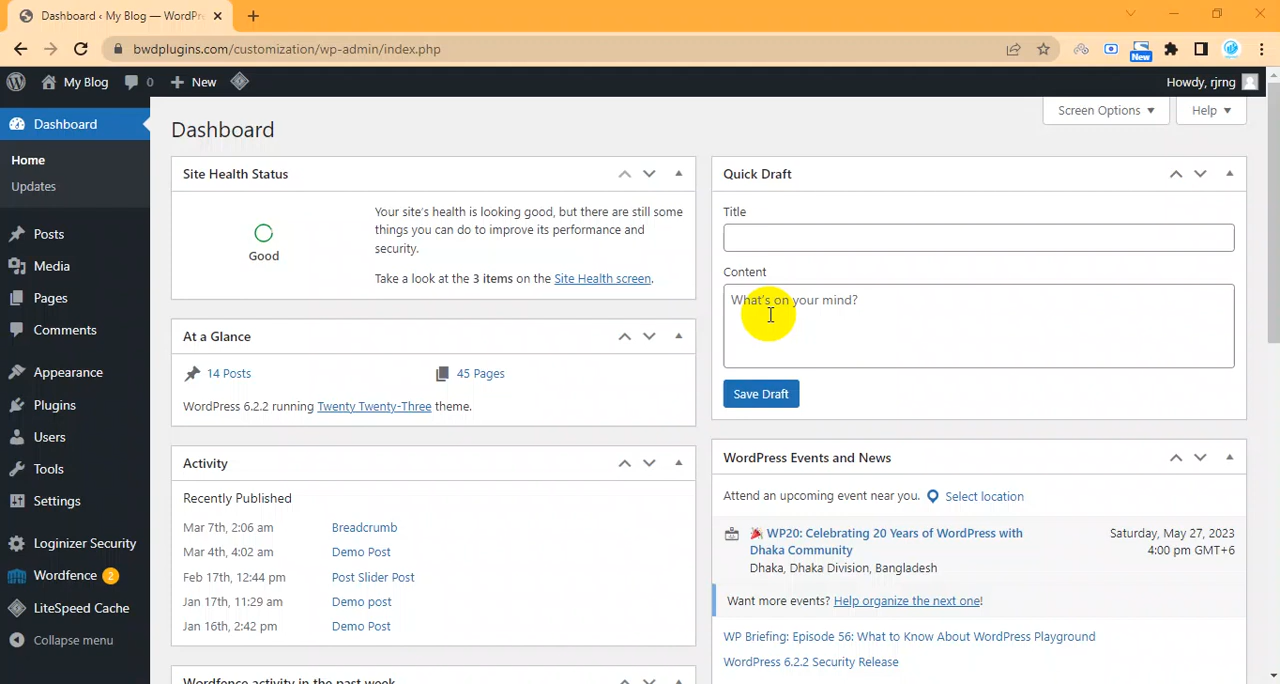 Dashboard ‹ My Blog — WordPr
bwdplugins.com/customization/wp-admin/index.php
New
My Blog
0
New
Howdy, rjrng
Dashboard
Home
Updates
Posts
Media
Pages
Comments
Appearance
Plugins
Users
Tools
Settings
Loginizer Security
Wordfence 2
LiteSpeed Cache
Collapse menu
Screen Options
Help
Dashboard
Site Health Status
Good
Your site's health is looking good, but there are still some
things you can do to improve its performance and
security.
Take a look at the 3 items on the Site Health screen.
At a Glance
14 Posts
45 Pages
WordPress 6.2.2 running Twenty Twenty-Three theme.
Activity
Recently Published
Mar 7th, 2:06 am Breadcrumb
Mar 4th, 4:02 am Demo Post
Feb 17th, 12:44 pm Post Slider Post
Jan 17th, 11:29 am Demo post
Jan 16th, 2:42 pm Demo Post
Wordfence activity in the past week
Quick Draft
Title
Content
What's on your mind?
Save Draft
WordPress Events and News
Attend an upcoming event near you. Select location
WP20: Celebrating 20 Years of WordPress with
Dhaka Community
Dhaka, Dhaka Division, Bangladesh
Saturday, May 27, 2023
4:00 pm GMT+6
Want more events? Help organize the next one!
WP Briefing: Episode 56: What to Know About WordPress Playground
WordPress 6.2.2 Security Release